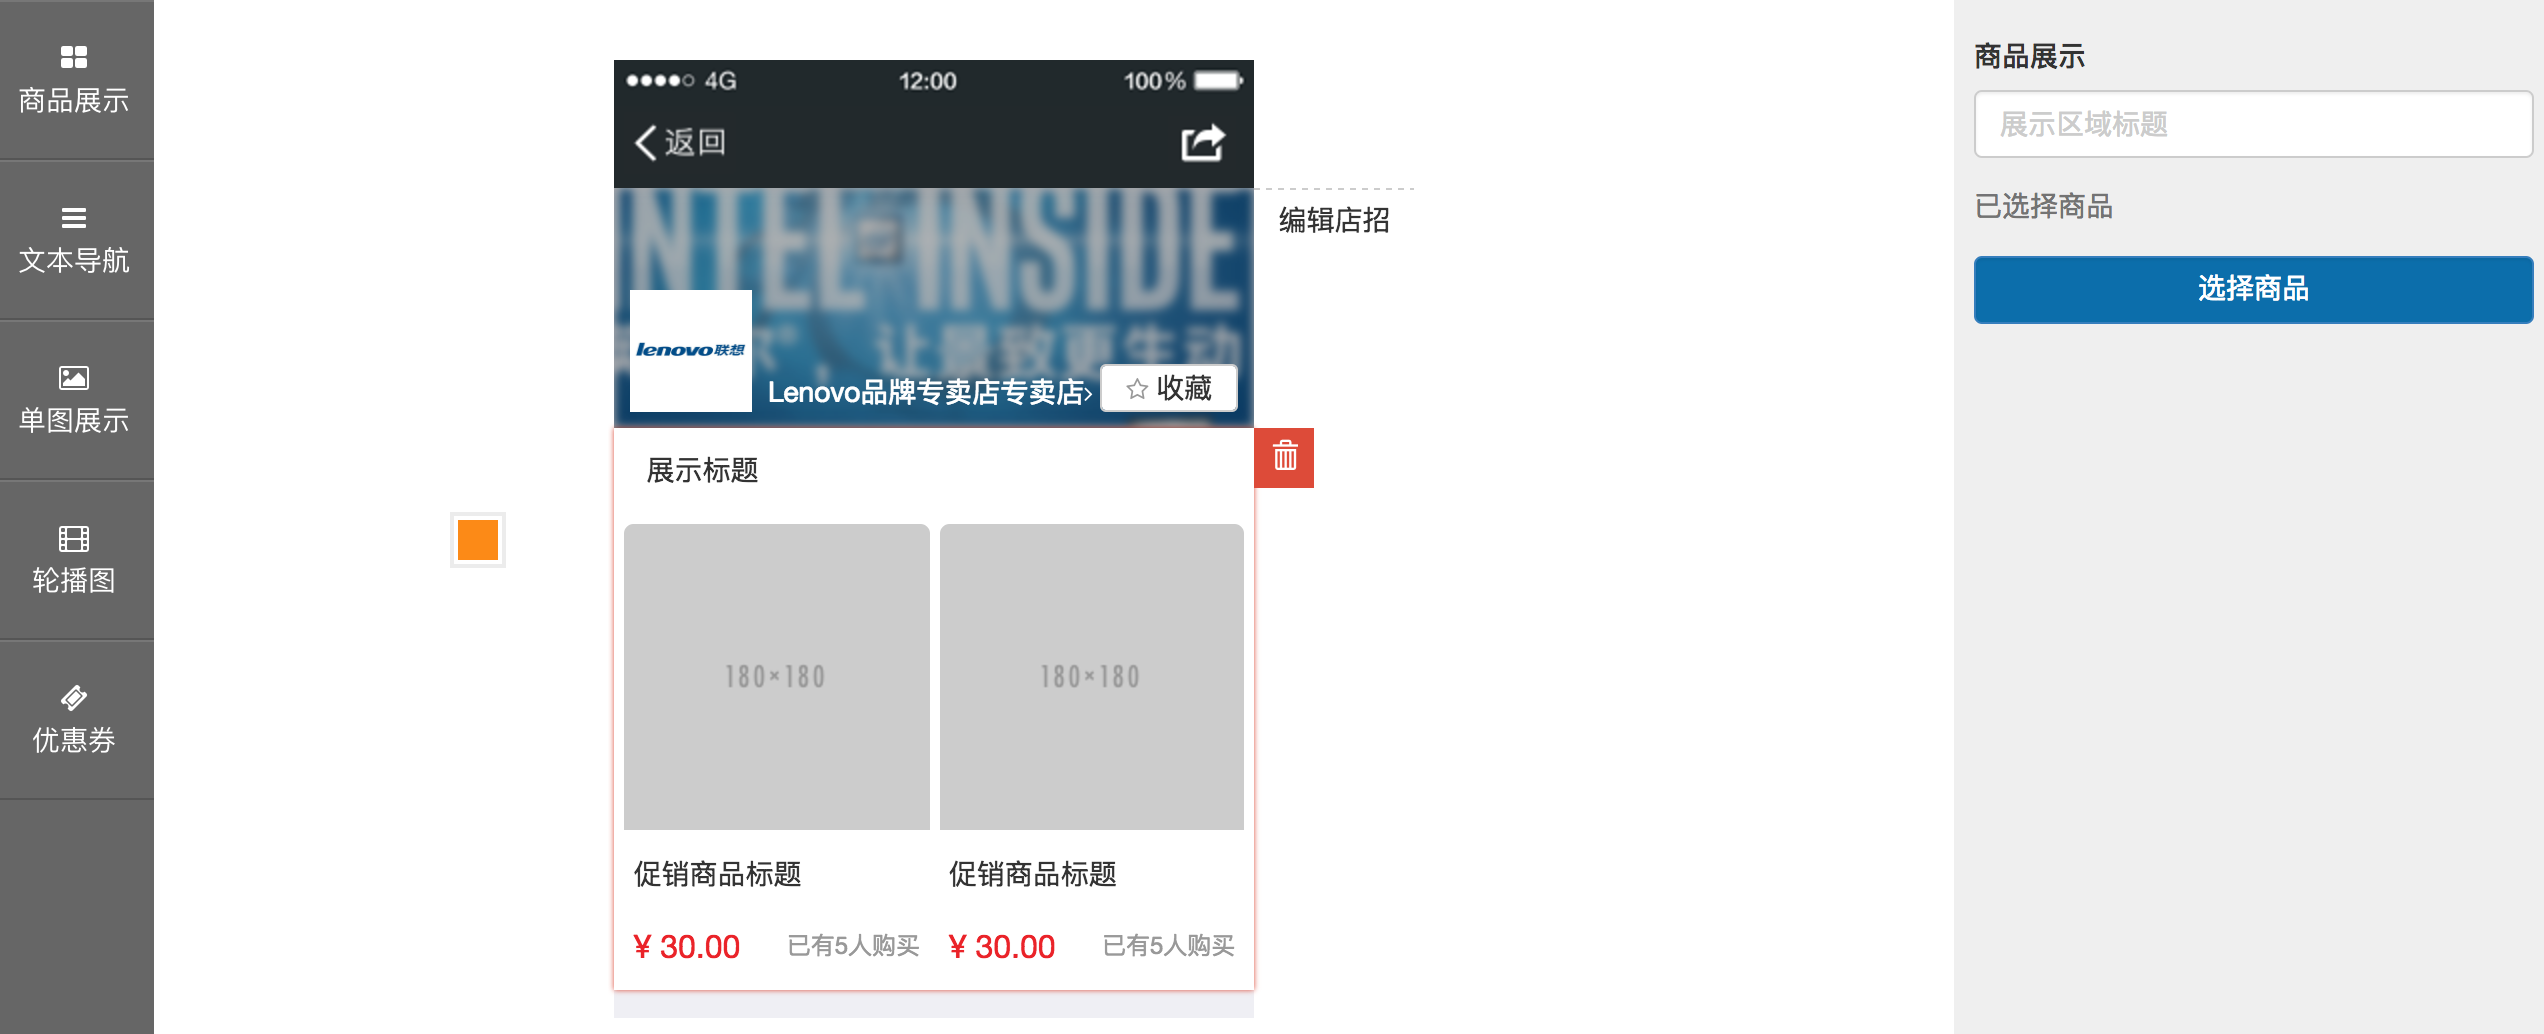 商品展示
文本导航
单图展示
轮播图
优惠券
4G 12:00 100%
返回
INTEL INSIDE
尔®，让景致更生动
lenovo联想
Lenovo品牌专卖店专卖店
收藏
编辑店招
展示标题
180×180 180×180
促销商品标题 促销商品标题
¥ 30.00 已有5人购买 ¥ 30.00 已有5人购买
商品展示
展示区域标题
已选择商品
选择商品